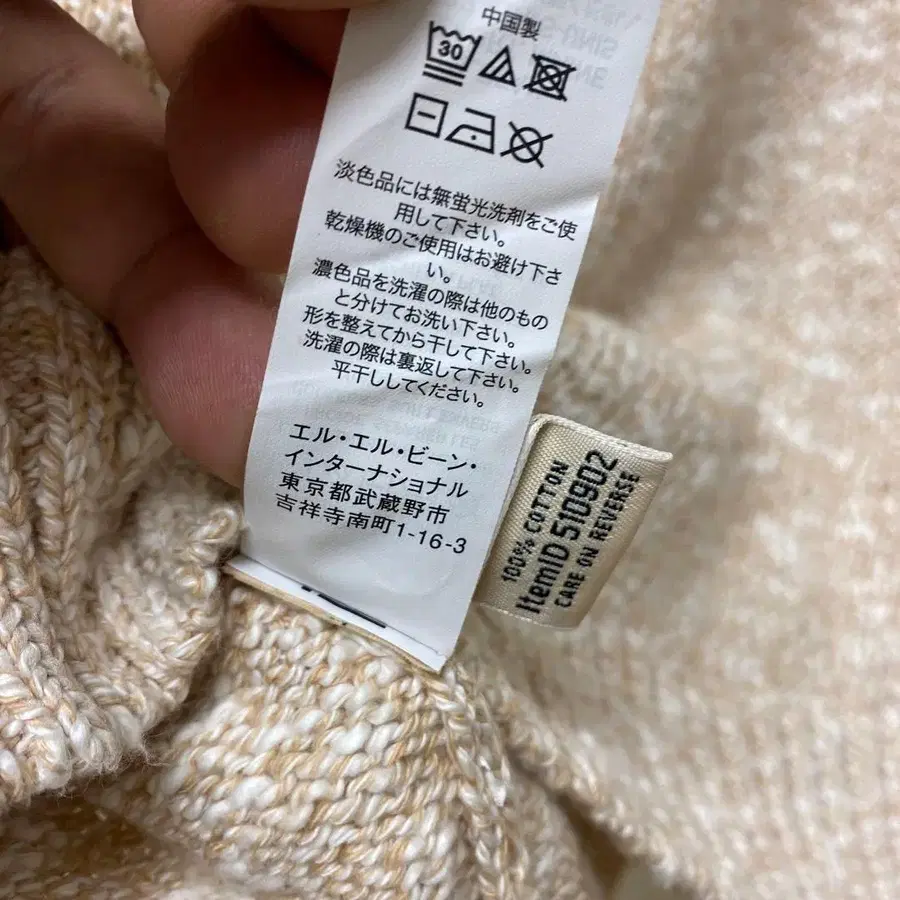 中国製
30
淡色品には無蛍光洗剤をご使
用して下さい。
乾燥機のご使用はお避け下さ
い。
濃色品を洗濯の際は他のもの
と分けてお洗い下さい。
形を整えてから干して下さい。
洗濯の際は裏返して下さい。
平干ししてください。
エル・エル・ビーン・
インターナショナル
東京都武蔵野市
吉祥寺南町1-16-3
100% COTTON
ItemID 510902
CARE ON REVERSE